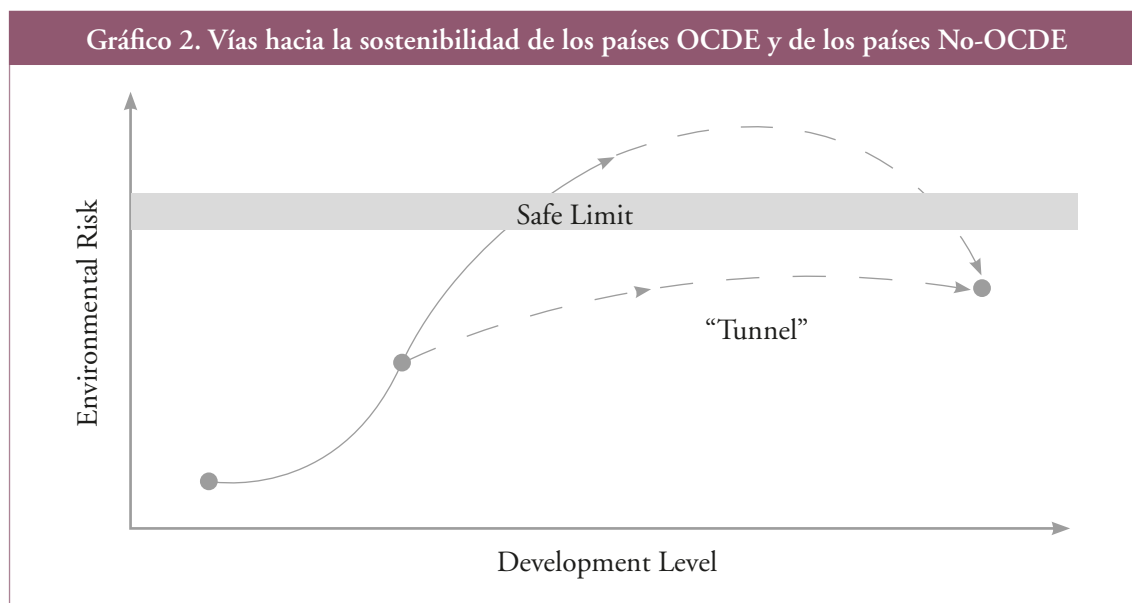 Gráfico 2. Vías hacia la sostenibilidad de los países OCDE y de los países No-OCDE
Environmental Risk
Safe Limit
“Tunnel”
Development Level